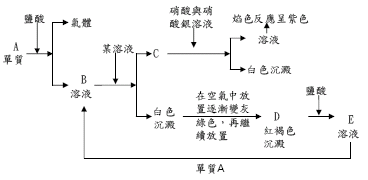 鹽酸
氣體
A
單質
B
溶液
某溶液
C
硝酸
與硝
酸銀溶液
焰色反應呈紫色
溶液
白色沉澱
白色
沉澱
在空氣中放
置逐漸變灰
綠色，再繼
續放置
D
紅褐色
沉澱
鹽酸
E
溶液
單質A